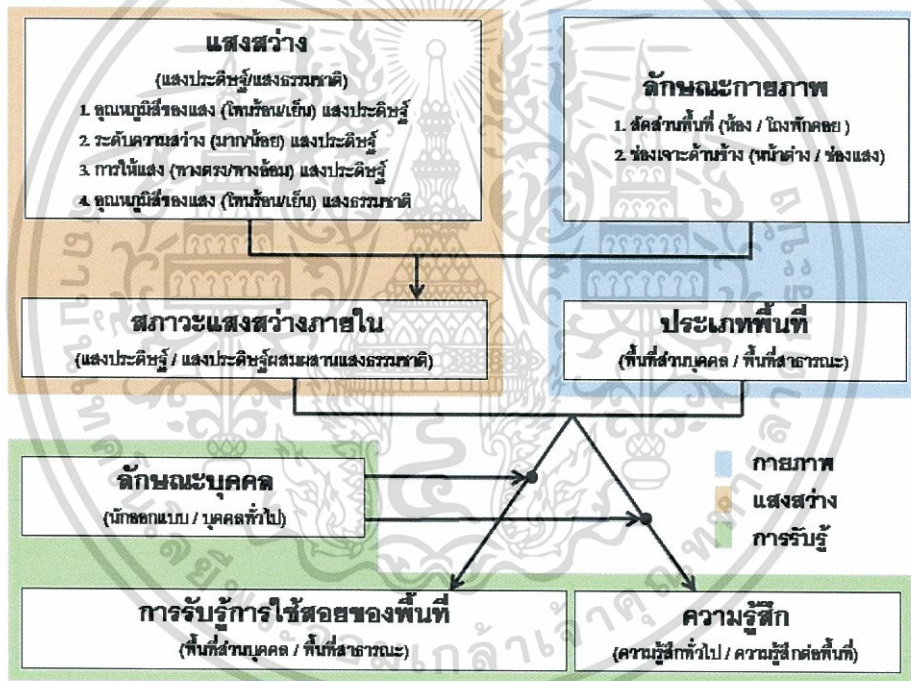 แสงสว่าง
(แสงประดิษฐ์/แสงธรรมชาติ)
1. อุณหภูมิสีของแสง (โทนร้อน/เย็น) แสงประดิษฐ์
2. ระดับความสว่าง (มาก/น้อย) แสงประดิษฐ์
3. การให้แสง (ทางตรง/ทางอ้อม) แสงประดิษฐ์
4. อุณหภูมิสีของแสง (โทนร้อน/เย็น) แสงธรรมชาติ
ลักษณะกายภาพ
1. สัดส่วนพื้นที่ (ห้อง / โถงพักคอย )
2. ช่องเจาะด้านข้าง (หน้าต่าง / ช่องแสง)
สภาวะแสงสว่างภายใน
(แสงประดิษฐ์ / แสงประดิษฐ์ผสมผสานแสงธรรมชาติ)
ประเภทพื้นที่
(พื้นที่ส่วนบุคคล / พื้นที่สาธารณะ)
ลักษณะบุคคล
(นักออกแบบ / บุคคลทั่วไป)
กายภาพ
แสงสว่าง
การรับรู้
การรับรู้การใช้สอยของพื้นที่
(พื้นที่ส่วนบุคคล / พื้นที่สาธารณะ)
ความรู้สึก
(ความรู้สึกทั่วไป / ความรู้สึกต่อพื้นที่)